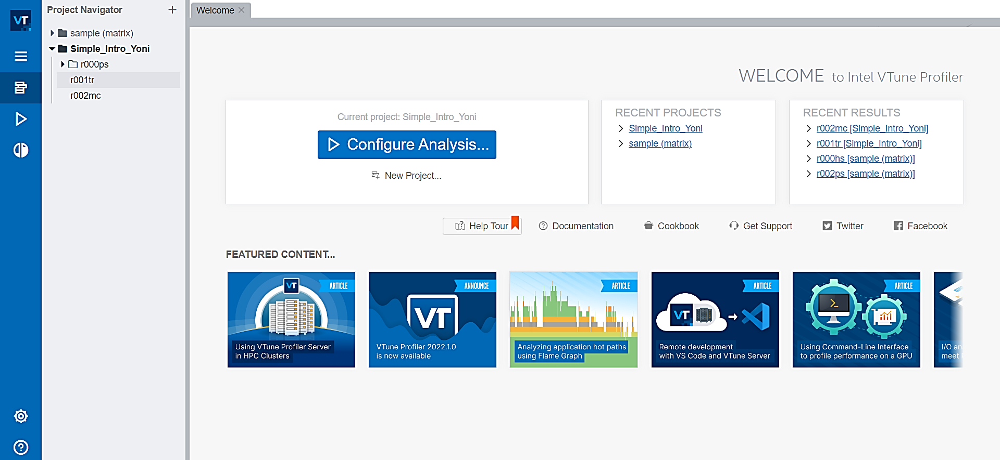 VT
Project Navigator
sample (matrix)
Simple_Intro_Yoni
r000ps
r001tr
r002mc
Welcome
WELCOME to Intel VTune Profiler
Current project: Simple_Intro_Yoni
Configure Analysis...
New Project...
RECENT PROJECTS
Simple_Intro_Yoni
sample (matrix)
RECENT RESULTS
r002mc [Simple_Intro_Yoni]
r001tr [Simple_Intro_Yoni]
r000hs [sample (matrix)]
r002ps [sample (matrix)]
Help Tour
Documentation
Cookbook
Get Support
Twitter
Facebook
FEATURED CONTENT...
VT
ARTICLE
Using VTune Profiler Server
in HPC Clusters
ANNOUNCE
VT
VTune Profiler 2022.1.0
is now available
ARTICLE
Analyzing application hot paths
using Flame Graph
ARTICLE
VT
Remote development
with VS Code and VTune Server
ARTICLE
Using Command-Line Interface
to profile performance on a GPU
I/O
meet